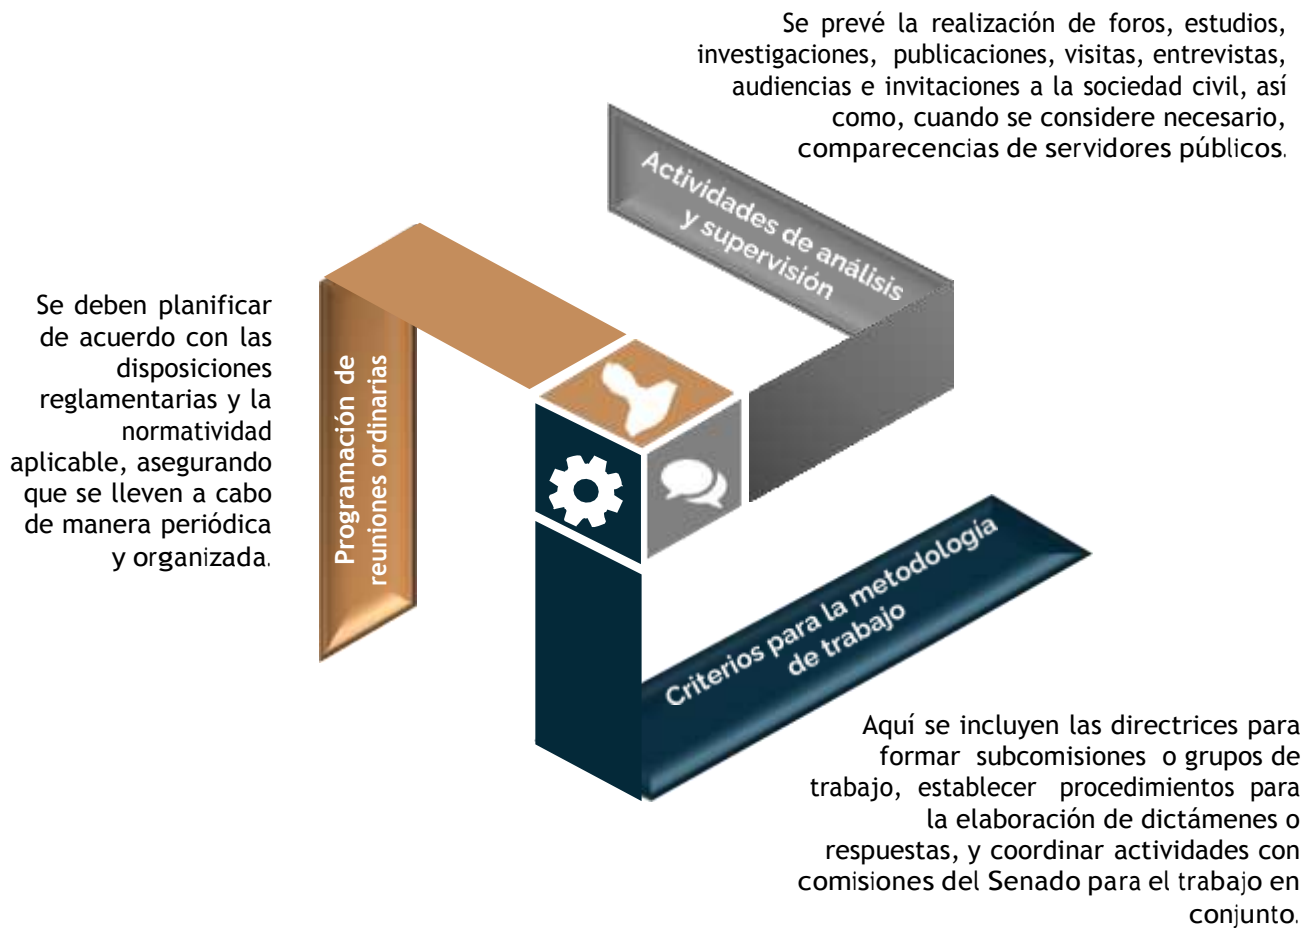 Se prevé la realización de foros, estudios,
investigaciones, publicaciones, visitas, entrevistas,
audiencias e invitaciones a la sociedad civil, así
como, cuando se considere necesario,
comparecencias de servidores públicos.
Actividades de análisis
y supervisión
Se deben planificar
de acuerdo con las
disposiciones
reglamentarias y la
normatividad
aplicable, asegurando
que se lleven a cabo
de manera periódica
y organizada.
Programación de
reuniones ordinarias
Criterios para la metodología
de trabajo
Aquí se incluyen las directrices para
formar subcomisiones o grupos de
trabajo, establecer procedimientos para
la elaboración de dictámenes o
respuestas, y coordinar actividades con
comisiones del Senado para el trabajo en
conjunto.